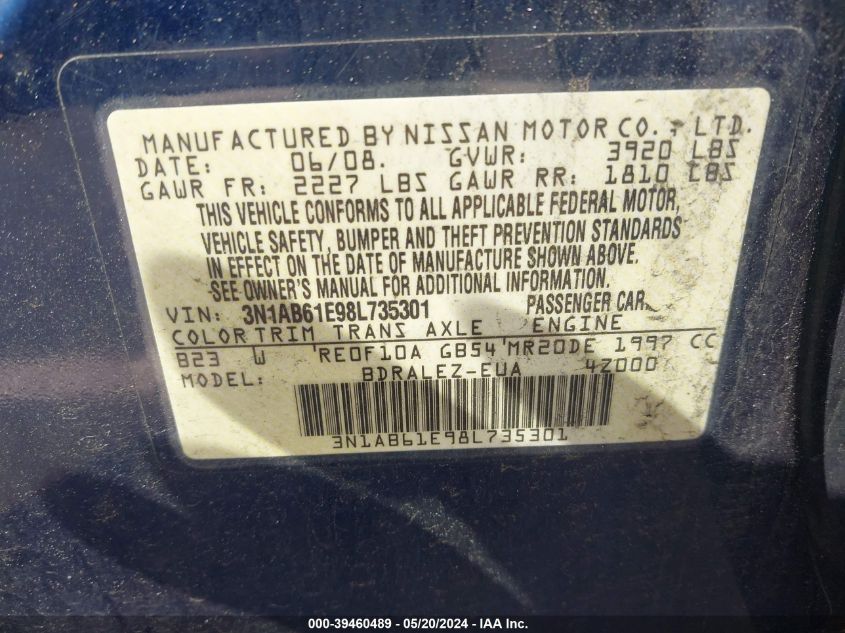 MANUFACTURED BY NISSAN MOTOR CO., LTD.
DATE: 06/08. GVWR: 3920 LBS
GAWR FR: 2227 LBS GAWR RR: 1810 LBS
THIS VEHICLE CONFORMS TO ALL APPLICABLE FEDERAL MOTOR,
VEHICLE SAFETY, BUMPER AND THEFT PREVENTION STANDARDS
IN EFFECT ON THE DATE OF MANUFACTURE SHOWN ABOVE.
SEE OWNER'S MANUAL FOR ADDITIONAL INFORMATION.
VIN: 3N1AB61E98L735301 PASSENGER CAR.
COLOR TRIM TRANS AXLE ENGINE
B23 W RE0F10A GB54 MR20DE 1997 CC
MODEL: BDRALEZ-EUA 4Z000
3N1AB61E98L735301
000-39460489 - 05/20/2024 - IAA Inc.